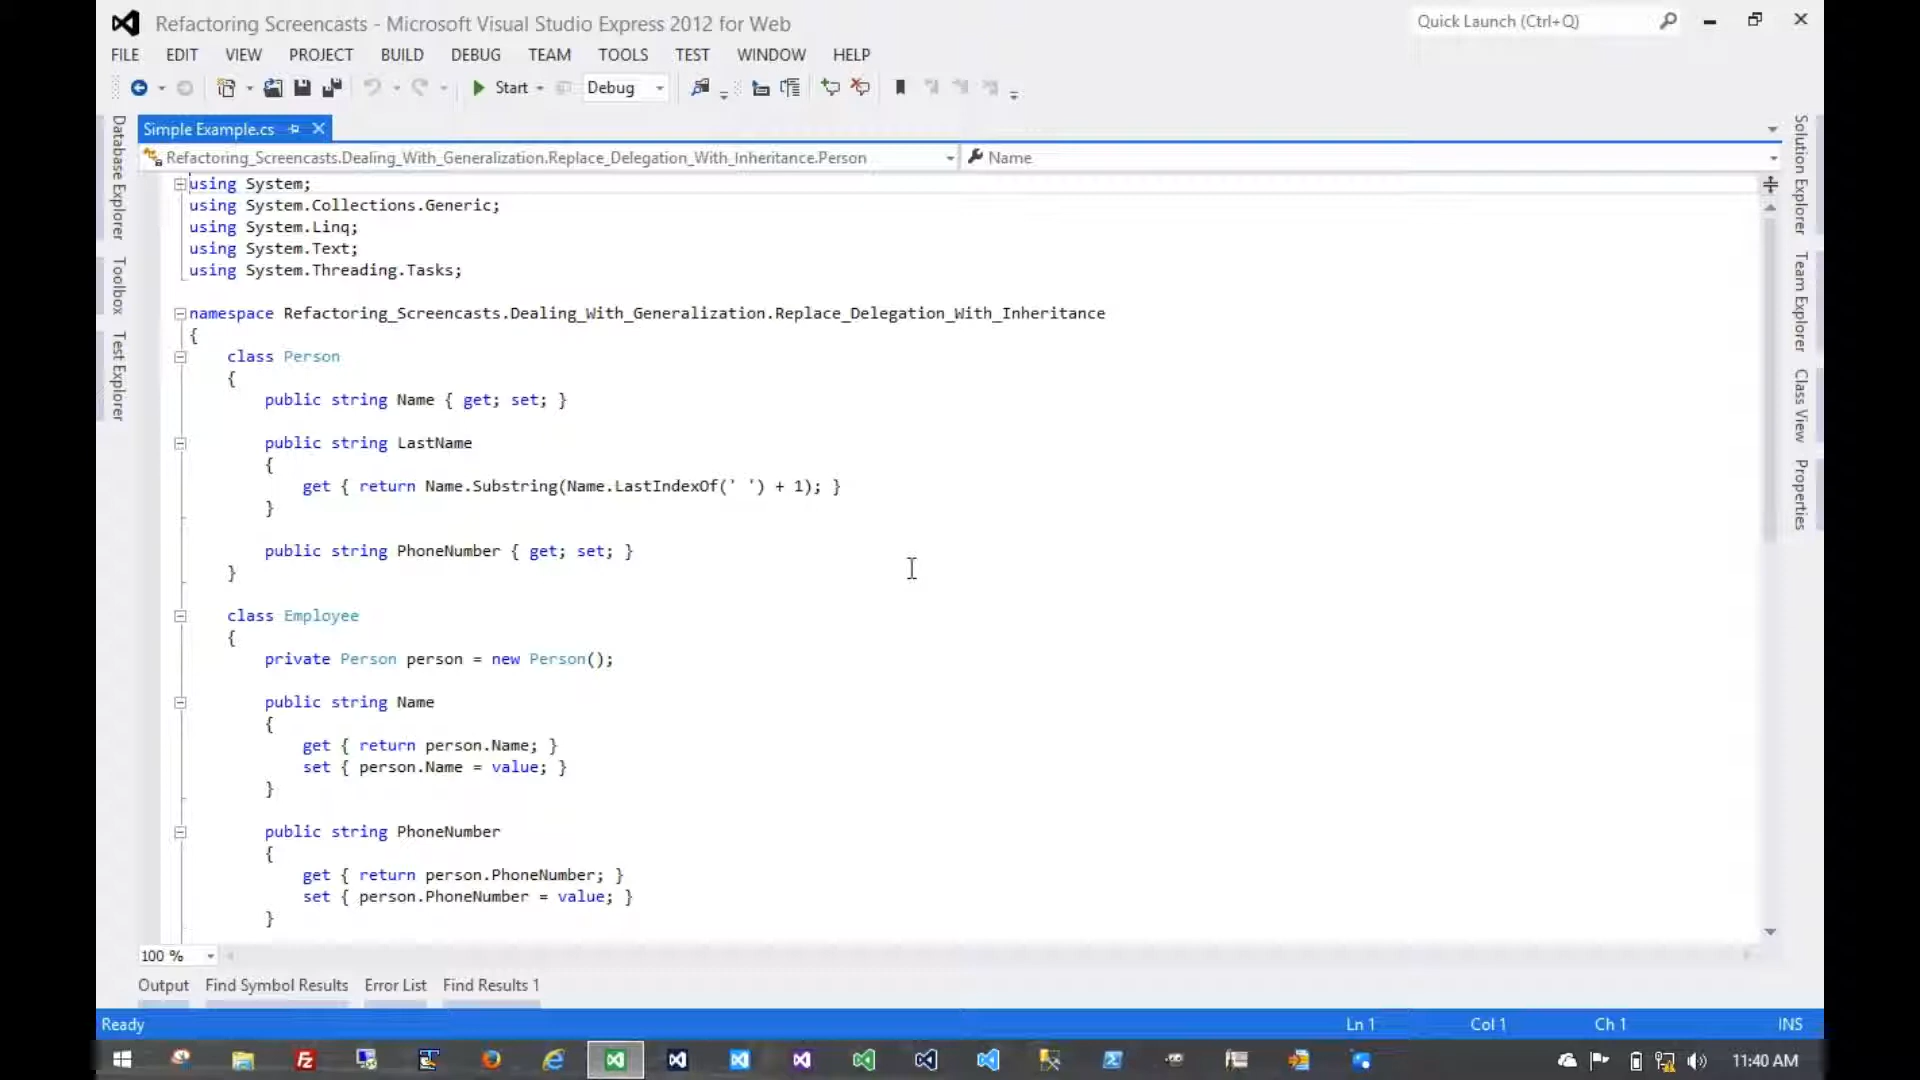 Refactoring Screencasts - Microsoft Visual Studio Express 2012 for Web
Quick Launch (Ctrl+Q)
FILE EDIT VIEW PROJECT BUILD DEBUG TEAM TOOLS TEST WINDOW HELP
Start Debug
Simple Example.cs
Refactoring_Screencasts.Dealing_With_Generalization.Replace_Delegation_With_Inheritance.Person Name
Database Explorer
Toolbox
Test Explorer
using System;
using System.Collections.Generic;
using System.Linq;
using System.Text;
using System.Threading.Tasks;
namespace Refactoring_Screencasts.Dealing_With_Generalization.Replace_Delegation_With_Inheritance
{
class Person
{
public string Name { get; set; }
public string LastName
{
get { return Name.Substring(Name.LastIndexOf(' ') + 1); }
}
public string PhoneNumber { get; set; }
}
class Employee
{
private Person person = new Person();
public string Name
{
get { return person.Name; }
set { person.Name = value; }
}
public string PhoneNumber
{
get { return person.PhoneNumber; }
set { person.PhoneNumber = value; }
}
Solution Explorer
Team Explorer
Class View
Properties
100 %
Output Find Symbol Results Error List Find Results 1
Ready Ln 1 Col 1 Ch 1 INS
11:40 AM